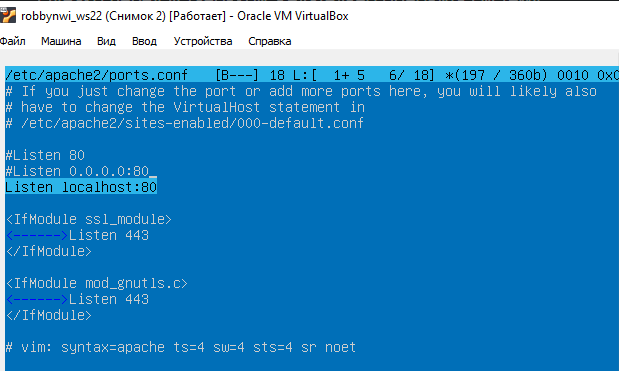 robbynwi_ws22 (Снимок 2) [Работает] - Oracle VM VirtualBox
Файл Машина Вид Ввод Устройства Справка
/etc/apache2/ports.conf [B---] 18 L:[ 1+ 5 6/ 18] *(197 / 360b) 0010 0x0
# If you just change the port or add more ports here, you will likely also
# have to change the VirtualHost statement in
# /etc/apache2/sites-enabled/000-default.conf
#Listen 80
#Listen 0.0.0.0:80
Listen localhost:80
<IfModule ssl_module>
<------>Listen 443
</IfModule>
<IfModule mod_gnutls.c>
<------>Listen 443
</IfModule>
# vim: syntax=apache ts=4 sw=4 sts=4 sr noet